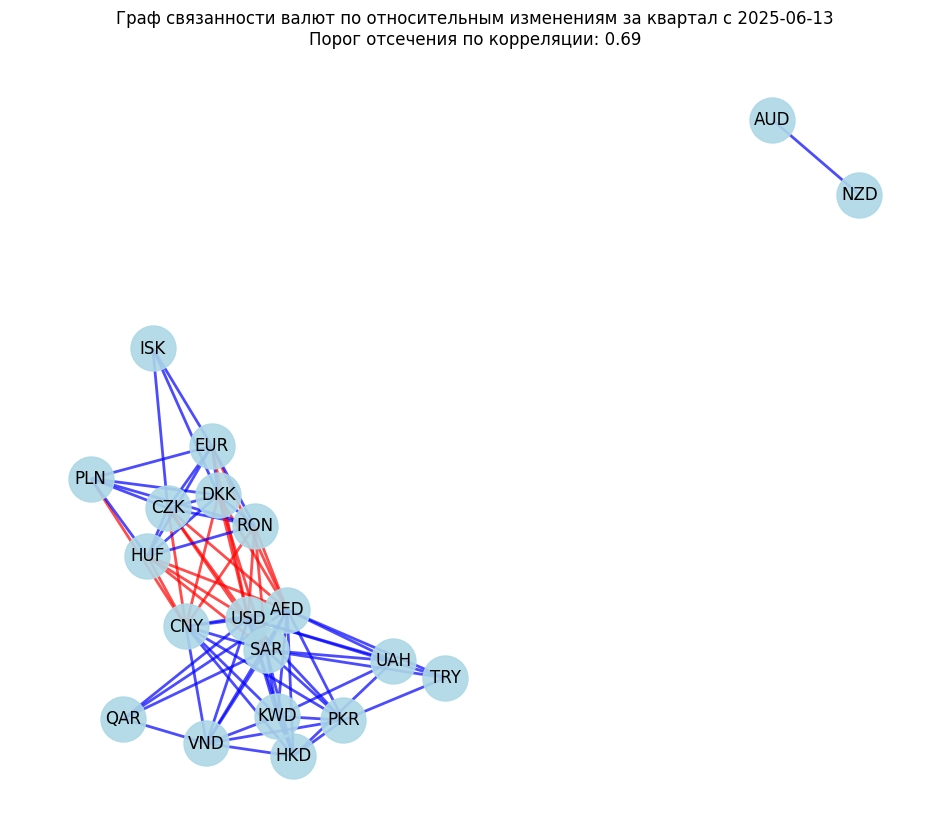 Граф связанности валют по относительным изменениям за квартал с 2025-06-13
Порог отсечения по корреляции: 0.69
AUD
NZD
ISK
EUR
PLN
DKK
CZK
RON
HUF
AED
USD
CNY
SAR
UAH
TRY
KWD
QAR
PKR
VND
HKD